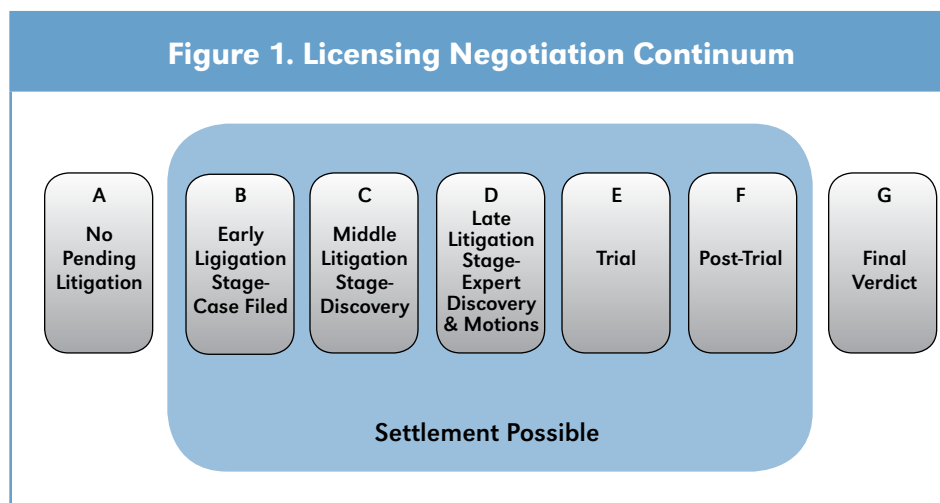 Figure 1. Licensing Negotiation Continuum
A
No
Pending
Litigation
B
Early
Ligigation
Stage-
Case Filed
C
Middle
Litigation
Stage-
Discovery
D
Late
Litigation
Stage-
Expert
Discovery
& Motions
E
Trial
F
Post-Trial
G
Final
Verdict
Settlement Possible